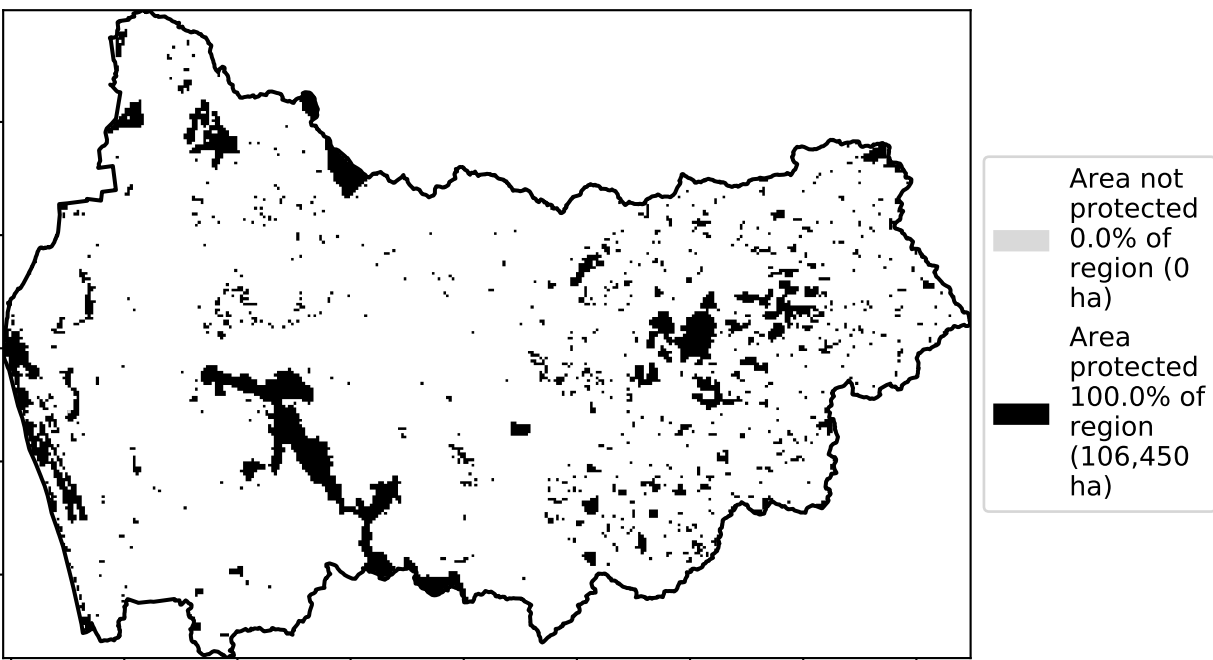 Area not
protected
0.0% of
region (0
ha)
Area
protected
100.0% of
region
(106,450
ha)